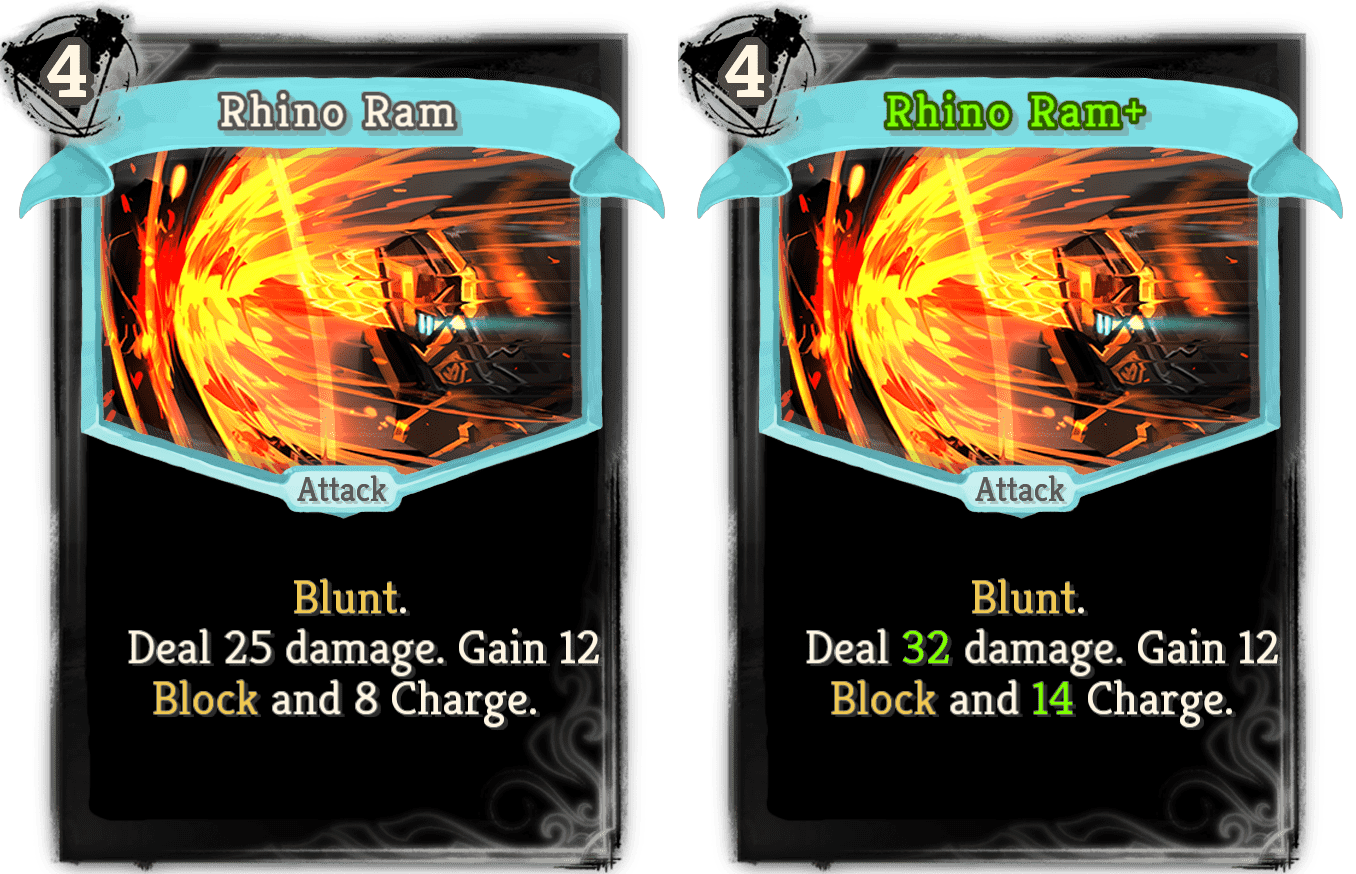 4
Rhino Ram
Attack
Blunt.
Deal 25 damage. Gain 12
Block and 8 Charge.
4
Rhino Ram+
Attack
Blunt.
Deal 32 damage. Gain 12
Block and 14 Charge.